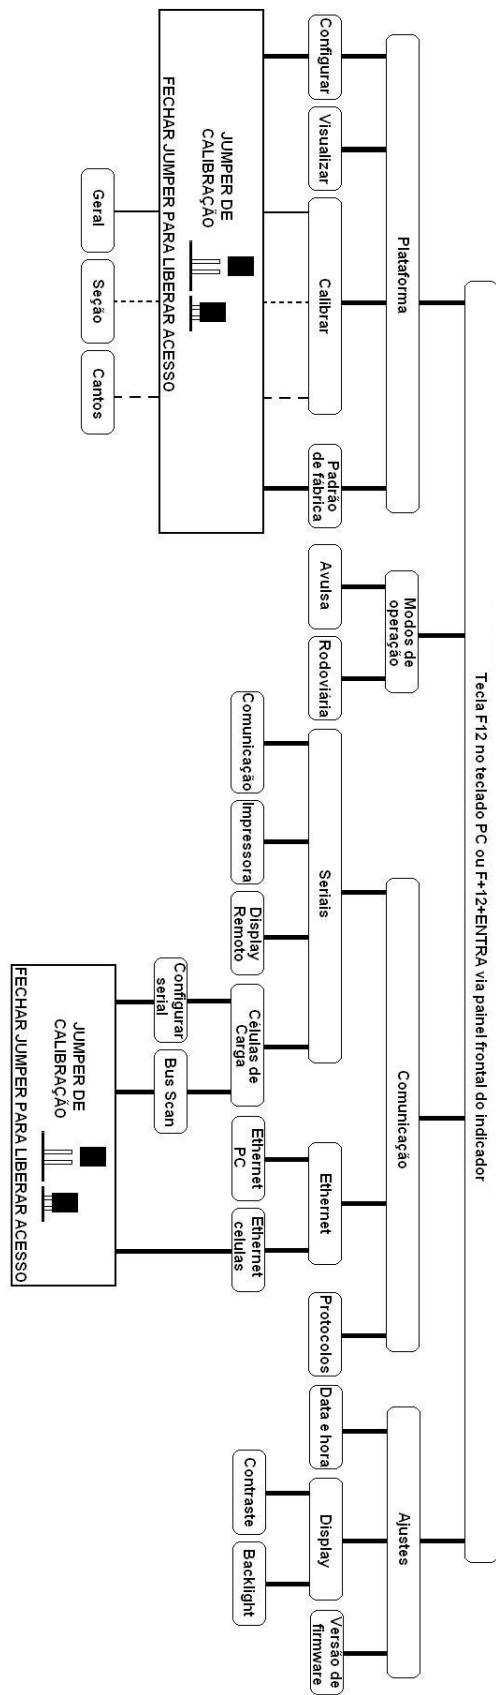 Tecla F12 no teclado PC ou F+12+ENTRA via painel frontal do indicador
Plataforma
Modos de
operação
Comunicação
Ajustes
Configurar
Visualizar
Calibrar
Padrão
de fábrica
Avulsa
Rodoviária
Seriais
Ethernet
Protocolos
Data e hora
Display
Versão de
firmware
JUMPER DE
CALIBRAÇÃO
FECHAR JUMPER PARA LIBERAR ACESSO
Comunicação
Impressora
Display
Remoto
Células de
Carga
Ethernet
PC
Ethernet
celulas
Contraste
Backlight
Configurar
serial
Bus Scan
Geral
Seção
Cantos
JUMPER DE
CALIBRAÇÃO
FECHAR JUMPER PARA LIBERAR ACESSO